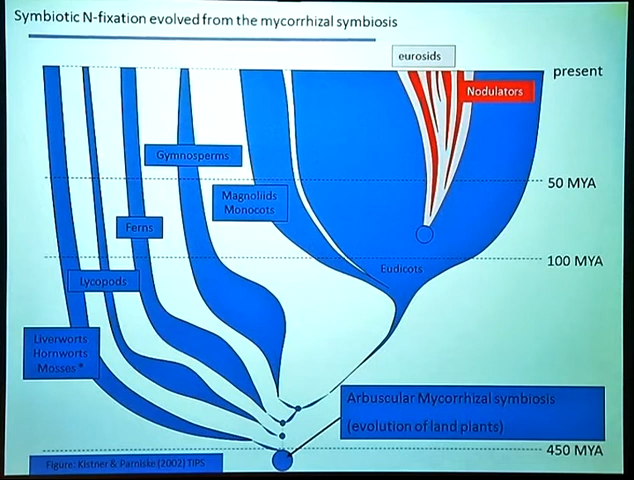 Symbiotic N-fixation evolved from the mycorrhizal symbiosis
eurosids
present
Nodulators
Gymnosperms
50 MYA
Magnoliids
Monocots
Ferns
100 MYA
Eudicots
Lycopods
Liverworts
Hornworts
Mosses *
Arbuscular Mycorrhizal symbiosis
(evolution of land plants)
450 MYA
Figure: Kistner & Parniske (2002) TIPS